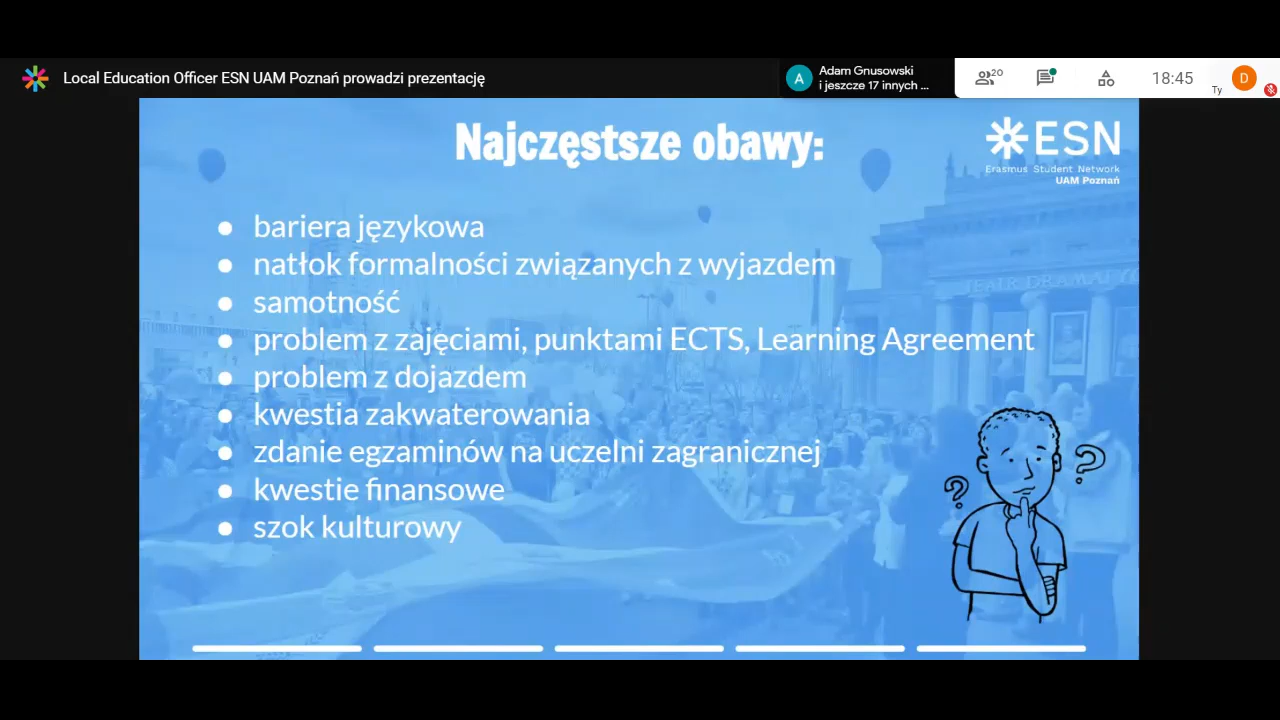 Local Education Officer ESN UAM Poznań prowadzi prezentację
Adam Gnusowski
i jeszcze 17 innych ...
A
20
18:45
Ty
D
Najczęstsze obawy:
ESN
Erasmus Student Network
UAM Poznań
TEATR DRAMATYC
● bariera językowa
● natłok formalności związanych z wyjazdem
● samotność
● problem z zajęciami, punktami ECTS, Learning Agreement
● problem z dojazdem
● kwestia zakwaterowania
● zdanie egzaminów na uczelni zagranicznej
● kwestie finansowe
● szok kulturowy
? ?